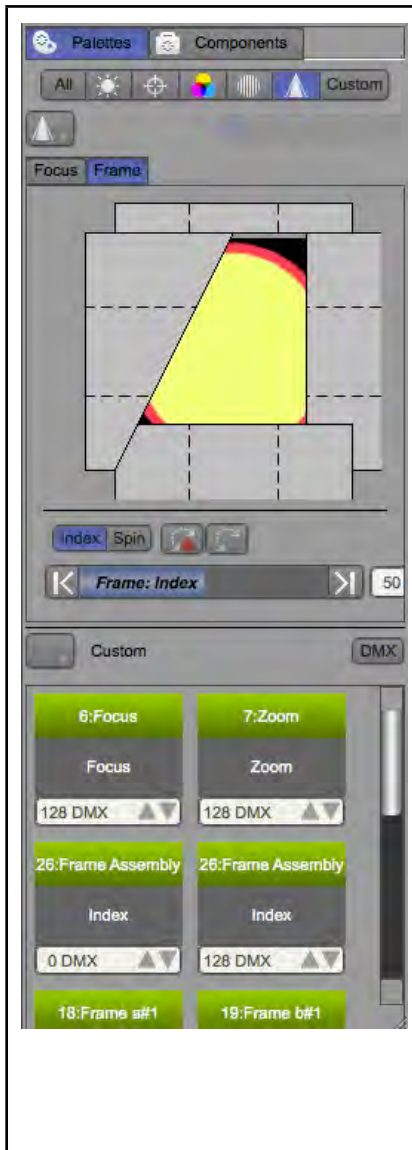 Palettes Components
All Custom
Focus Frame
Index Spin
Frame: Index 50
Custom DMX
6:Focus 7:Zoom
Focus Zoom
128 DMX 128 DMX
26:Frame Assembly 26:Frame Assembly
Index Index
0 DMX 128 DMX
18:Frame a#1 19:Frame b#1